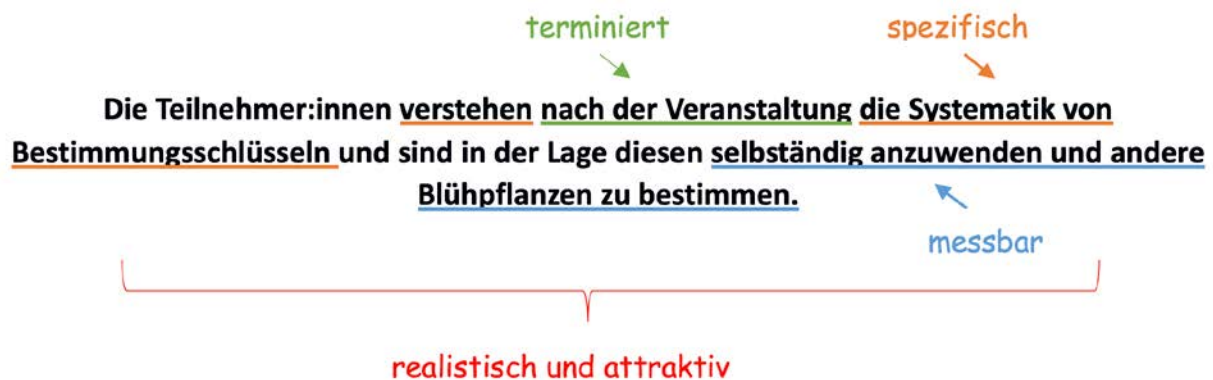 terminiert spezifisch
Die Teilnehmer:innen verstehen nach der Veranstaltung die Systematik von
Bestimmungsschlüsseln und sind in der Lage diesen selbständig anzuwenden und andere
Blühpflanzen zu bestimmen.
messbar
realistisch und attraktiv